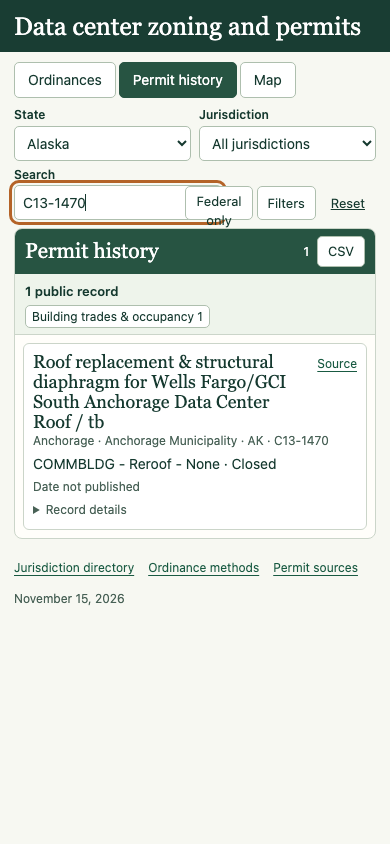 Data center zoning and permits
Ordinances
Permit history
Map
State
Jurisdiction
Alaska
All jurisdictions
Search
C13-1470
Federal
only
Filters
Reset
Permit history
1
CSV
1 public record
Building trades & occupancy 1
Roof replacement & structural
diaphragm for Wells Fargo/GCI
South Anchorage Data Center
Roof / tb
Source
Anchorage · Anchorage Municipality · AK · C13-1470
COMMBLDG - Reroof - None · Closed
Date not published
Record details
Jurisdiction directory
Ordinance methods
Permit sources
November 15, 2026